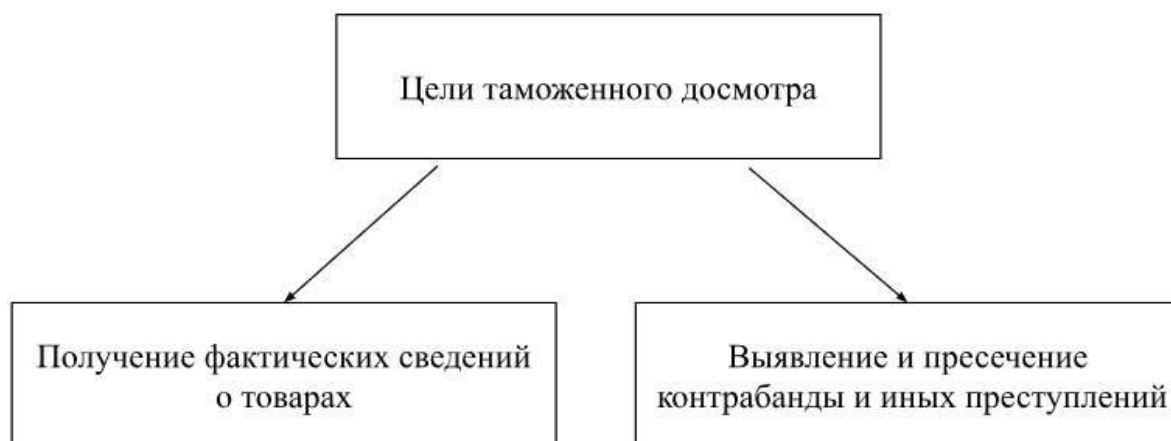 Цели таможенного досмотра
Получение фактических сведений
о товарах
Выявление и пресечение
контрабанды и иных преступлений